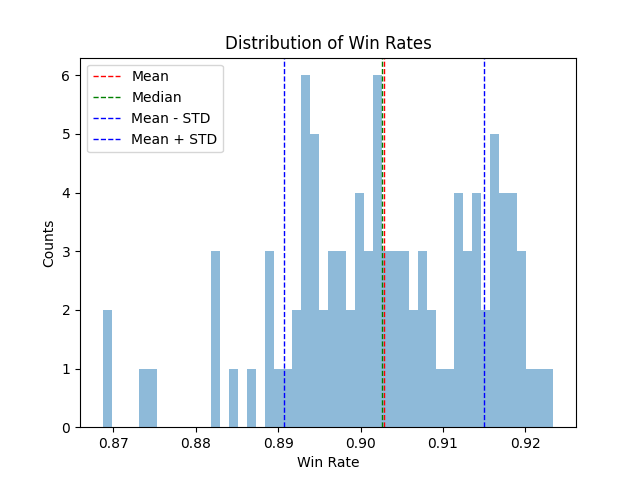 Distribution of Win Rates
Mean
Median
Mean - STD
Mean + STD
6
5
4
3
2
1
0
Counts
0.87 0.88 0.89 0.90 0.91 0.92
Win Rate